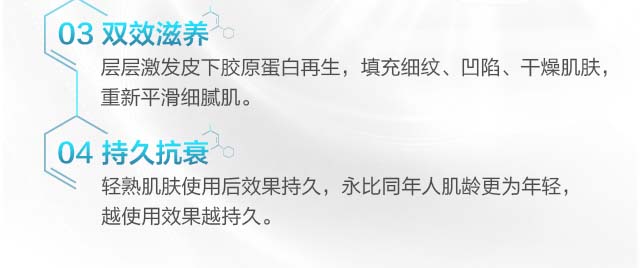 03 双效滋养
层层激发皮下胶原蛋白再生，填充细纹、凹陷、干燥肌肤，
重新平滑细腻肌。
04 持久抗衰
轻熟肌肤使用后效果持久，永比同年人肌龄更为年轻，
越使用效果越持久。